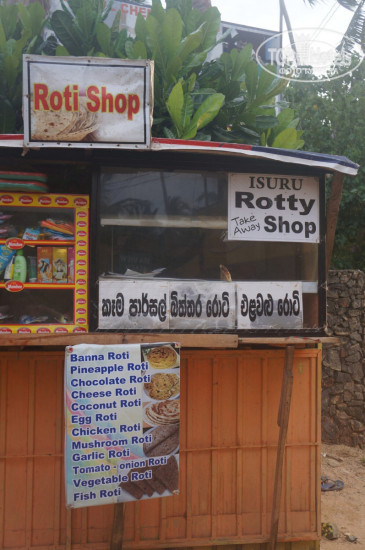 Roti Shop
ISURU
Rotty
Take Away
Shop
කෑම පාර්සල් බිත්තර රොටි එළවළු රොටි
Banna Roti
Pineapple Roti
Chocolate Roti
Cheese Roti
Coconut Roti
Egg Roti
Chicken Roti
Mushroom Roti
Garlic Roti
Tomato - onion Roti
Vegetable Roti
Fish Roti